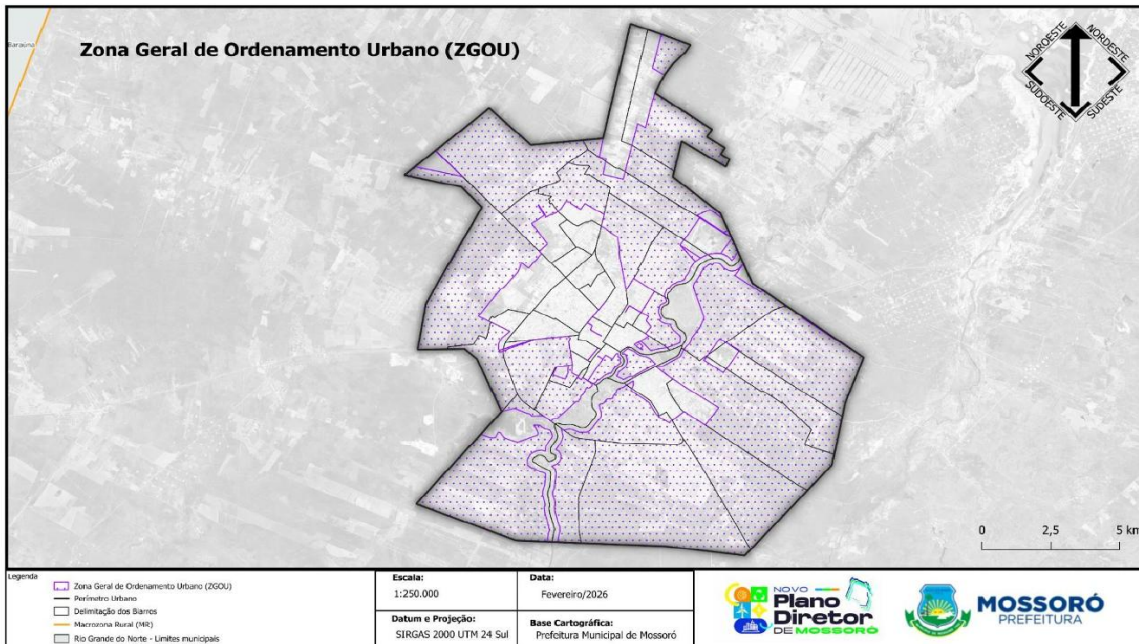 Zona Geral de Ordenamento Urbano (ZGOU)
Baraúna
NOROESTE
NORDESTE
SUDOESTE
SUDESTE
0 2,5 5 km
Legenda
Zona Geral de Ordenamento Urbano (ZGOU)
Perímetro Urbano
Delimitação dos Biarros
Macrozona Rural (MR)
Rio Grande do Norte - Limites municipais
Escala:
1:250.000
Data:
Fevereiro/2026
Datum e Projeção:
SIRGAS 2000 UTM 24 Sul
Base Cartográfica:
Prefeitura Municipal de Mossoró
NOVO
Plano
Diretor
DE MOSSORÓ
MOSSORÓ
PREFEITURA